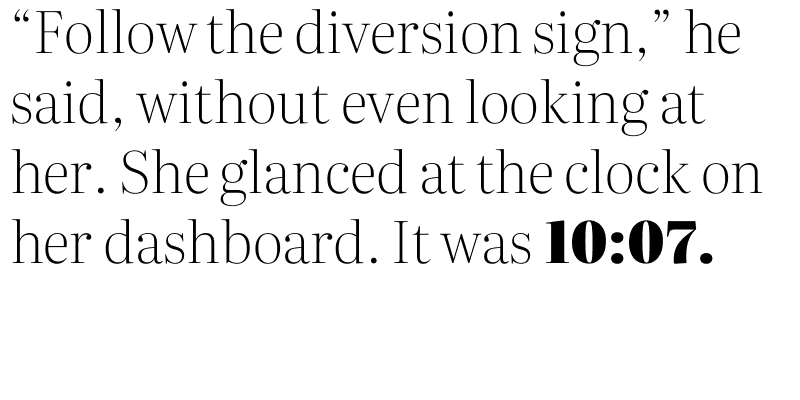 “Follow the diversion sign,” he
said, without even looking at
her. She glanced at the clock on
her dashboard. It was 10:07.